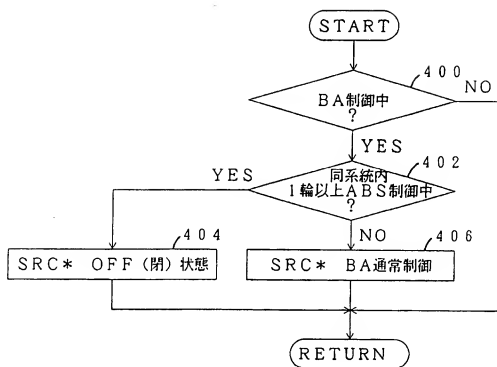 START
400
BA制御中
?
NO
YES
402
同系統内
1輪以上ABS制御中
?
YES
NO
404
SRC* OFF(閉)状態
406
SRC* BA通常制御
RETURN